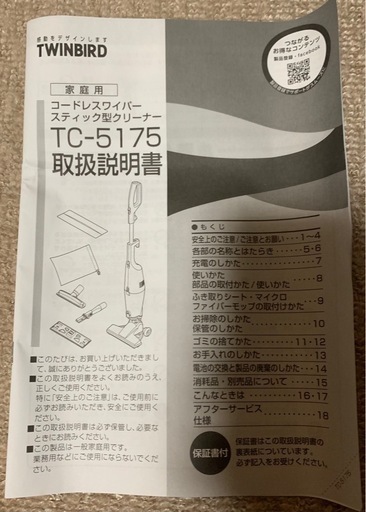 感動をデザインします
TWINBIRD
つながる
お得なコンテンツ
製品登録・facebook
家庭用
コードレスワイパー
スティック型クリーナー
TC-5175
取扱説明書
●もくじ
安全上のご注意/ご注意とお願い・・・1~4
各部の名称とはたらき・・・・・5・6
充電のしかた・・・・・・・・・7
使いかた
部品の取付かた/使いかた・・・8
ふき取りシート・マイクロ
ファイバーモップの取付けかた・・・9
お掃除のしかた
保管のしかた・・・・・・・・10
ゴミの捨てかた・・・・・・11・12
お手入れのしかた・・・・・・・13
電池の交換と製品の廃棄のしかた・・14
消耗品・別売品について・・・・15
こんなときは・・・・・・16・17
アフターサービス
仕様・・・・・・・・・・・18
■このたびは、お買い上げいただきまし
て、誠にありがとうございます。
■この取扱説明書をよくお読みのうえ、
正しくご使用ください。
特に「安全上のご注意」は、ご使用前に
必ずお読みいただき、安全にご使用く
ださい。
■この取扱説明書は必ず保管し、必要な
ときにお読みください。
■この製品は一般家庭用です。
業務用などにご使用にならないでくだ
さい。
保証書付
保証書はこの取扱説明書の
裏表紙についています。
必ず記入をお受けください。